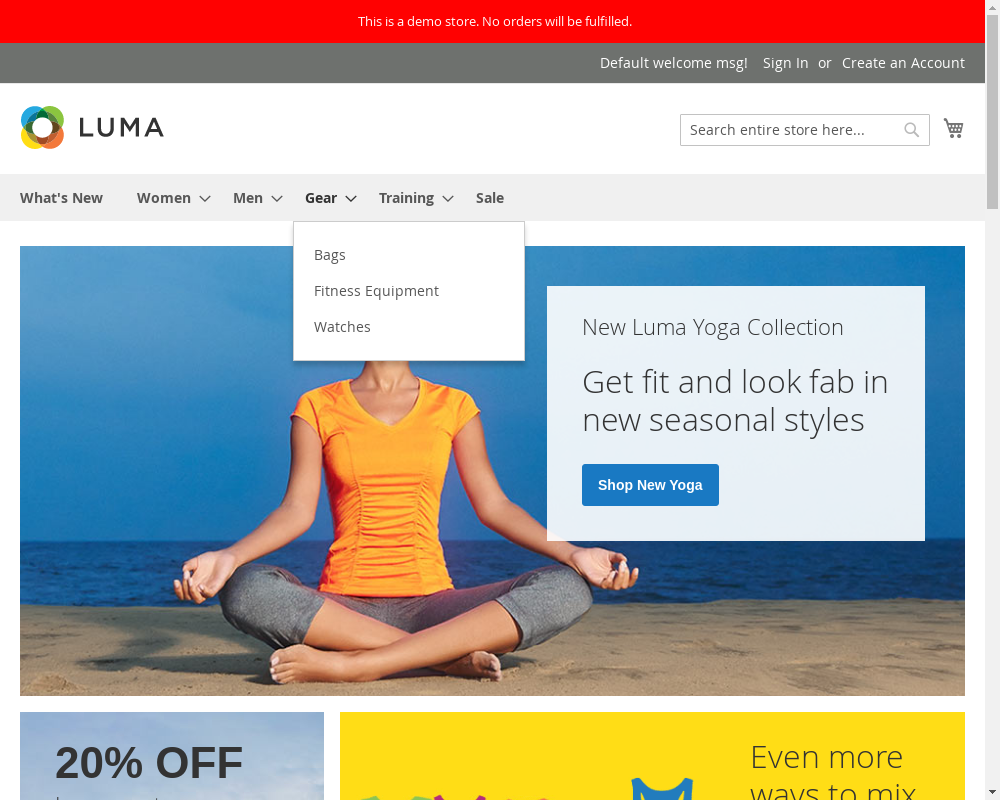 This is a demo store. No orders will be fulfilled.
Default welcome msg! Sign In or Create an Account
LUMA
Search entire store here...
What's New Women Men Gear Training Sale
Bags
Fitness Equipment
Watches
New Luma Yoga Collection
Get fit and look fab in
new seasonal styles
Shop New Yoga
20% OFF
Even more
ways to mix